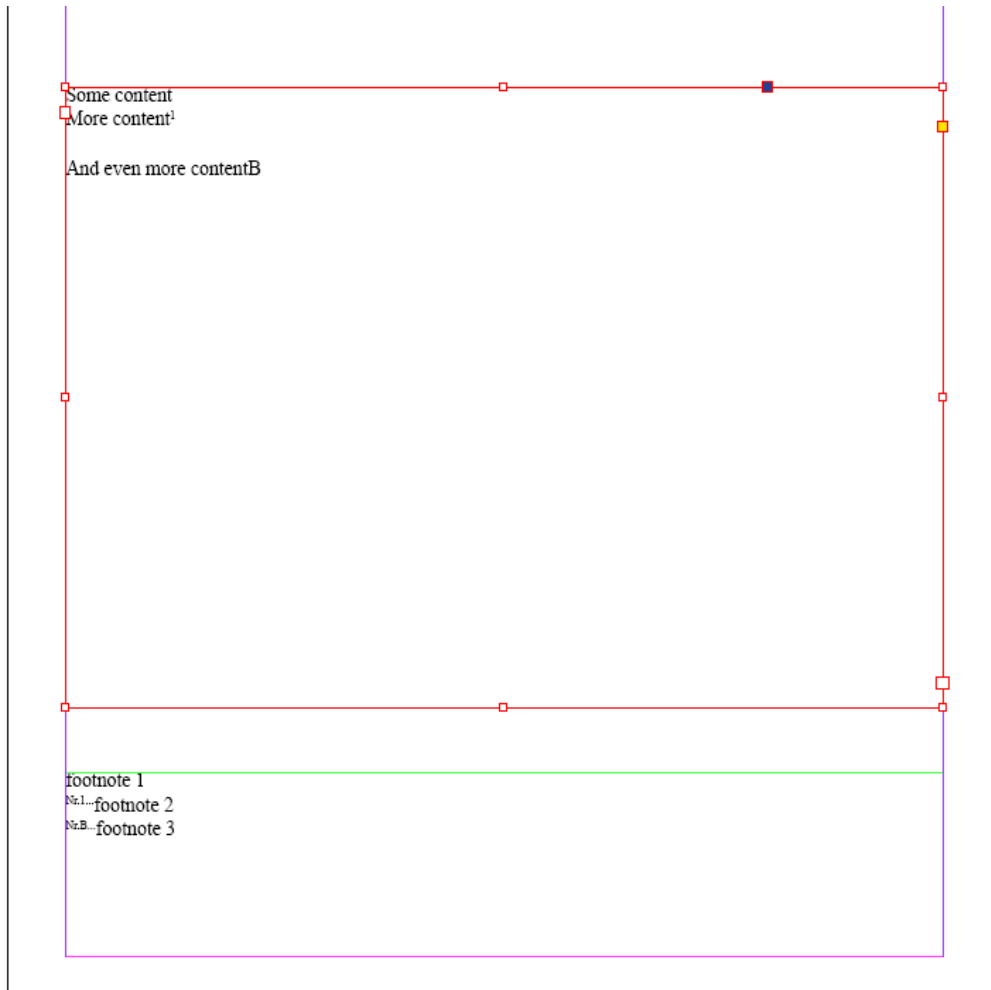 Some content
More content¹
And even more contentB
footnote 1
Nr.1...footnote 2
Nr.B...footnote 3